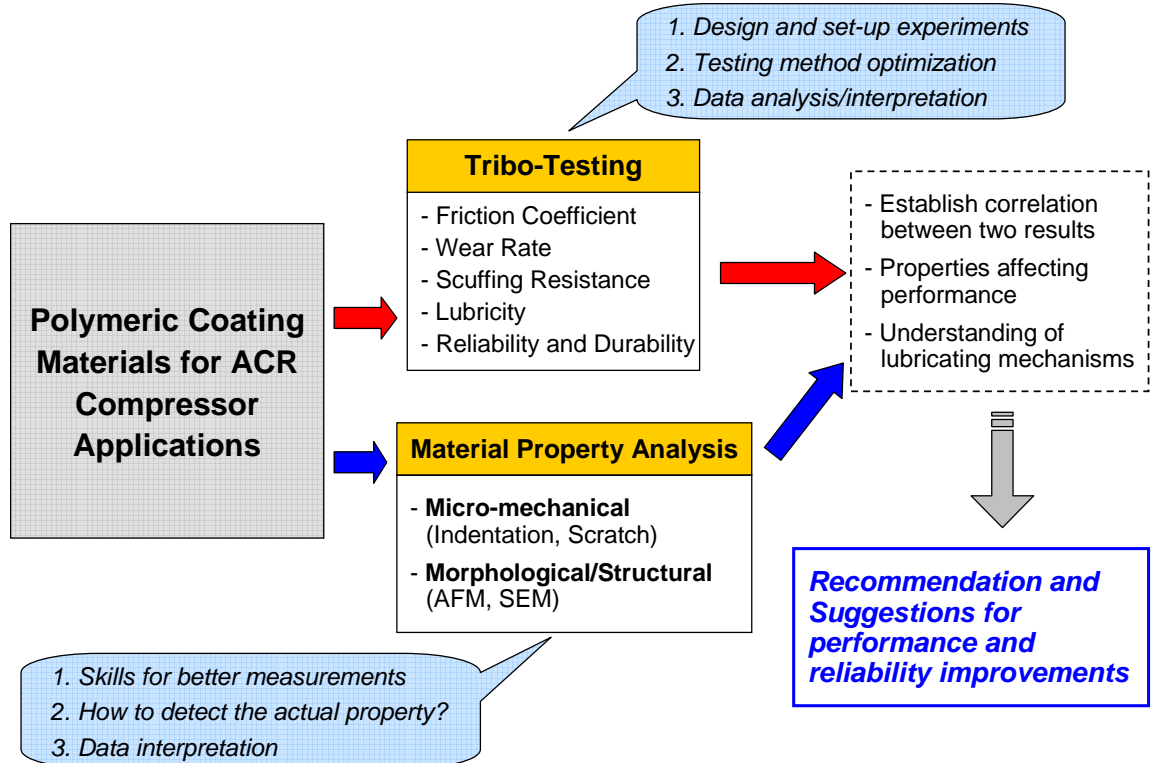 1. Design and set-up experiments
2. Testing method optimization
3. Data analysis/interpretation
Tribo-Testing
- Friction Coefficient
- Wear Rate
- Scuffing Resistance
- Lubricity
- Reliability and Durability
Polymeric Coating
Materials for ACR
Compressor
Applications
- Establish correlation
between two results
- Properties affecting
performance
- Understanding of
lubricating mechanisms
Material Property Analysis
- Micro-mechanical
(Indentation, Scratch)
- Morphological/Structural
(AFM, SEM)
Recommendation and
Suggestions for
performance and
reliability improvements
1. Skills for better measurements
2. How to detect the actual property?
3. Data interpretation